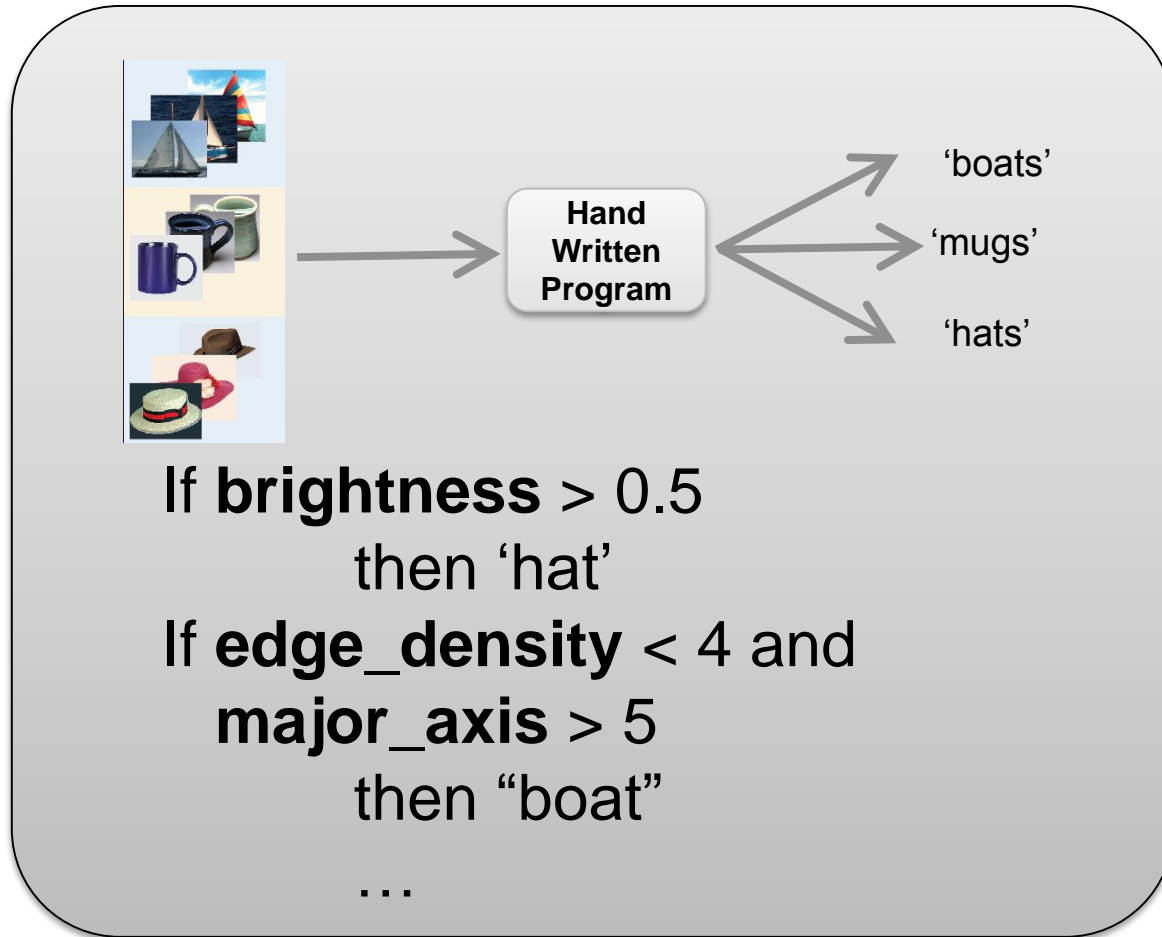 Hand
Written
Program
‘boats’
‘mugs’
‘hats’
If brightness > 0.5
then ‘hat’
If edge_density < 4 and
major_axis > 5
then “boat”
…